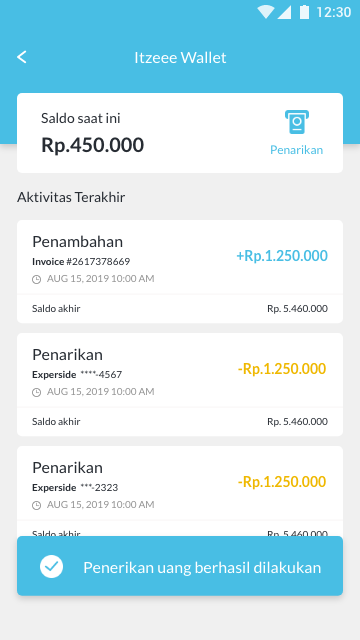 12:30
Itzeee Wallet
Saldo saat ini
Rp.450.000
Penarikan
Aktivitas Terakhir
Penambahan
+Rp.1.250.000
Invoice #2617378669
AUG 15, 2019 10:00 AM
Saldo akhir Rp. 5.460.000
Penarikan
-Rp.1.250.000
Experside ****-4567
AUG 15, 2019 10:00 AM
Saldo akhir Rp. 5.460.000
Penarikan
-Rp.1.250.000
Experside ***-2323
AUG 15, 2019 10:00 AM
Saldo akhir Rp. 5.460.000
Penerikan uang berhasil dilakukan